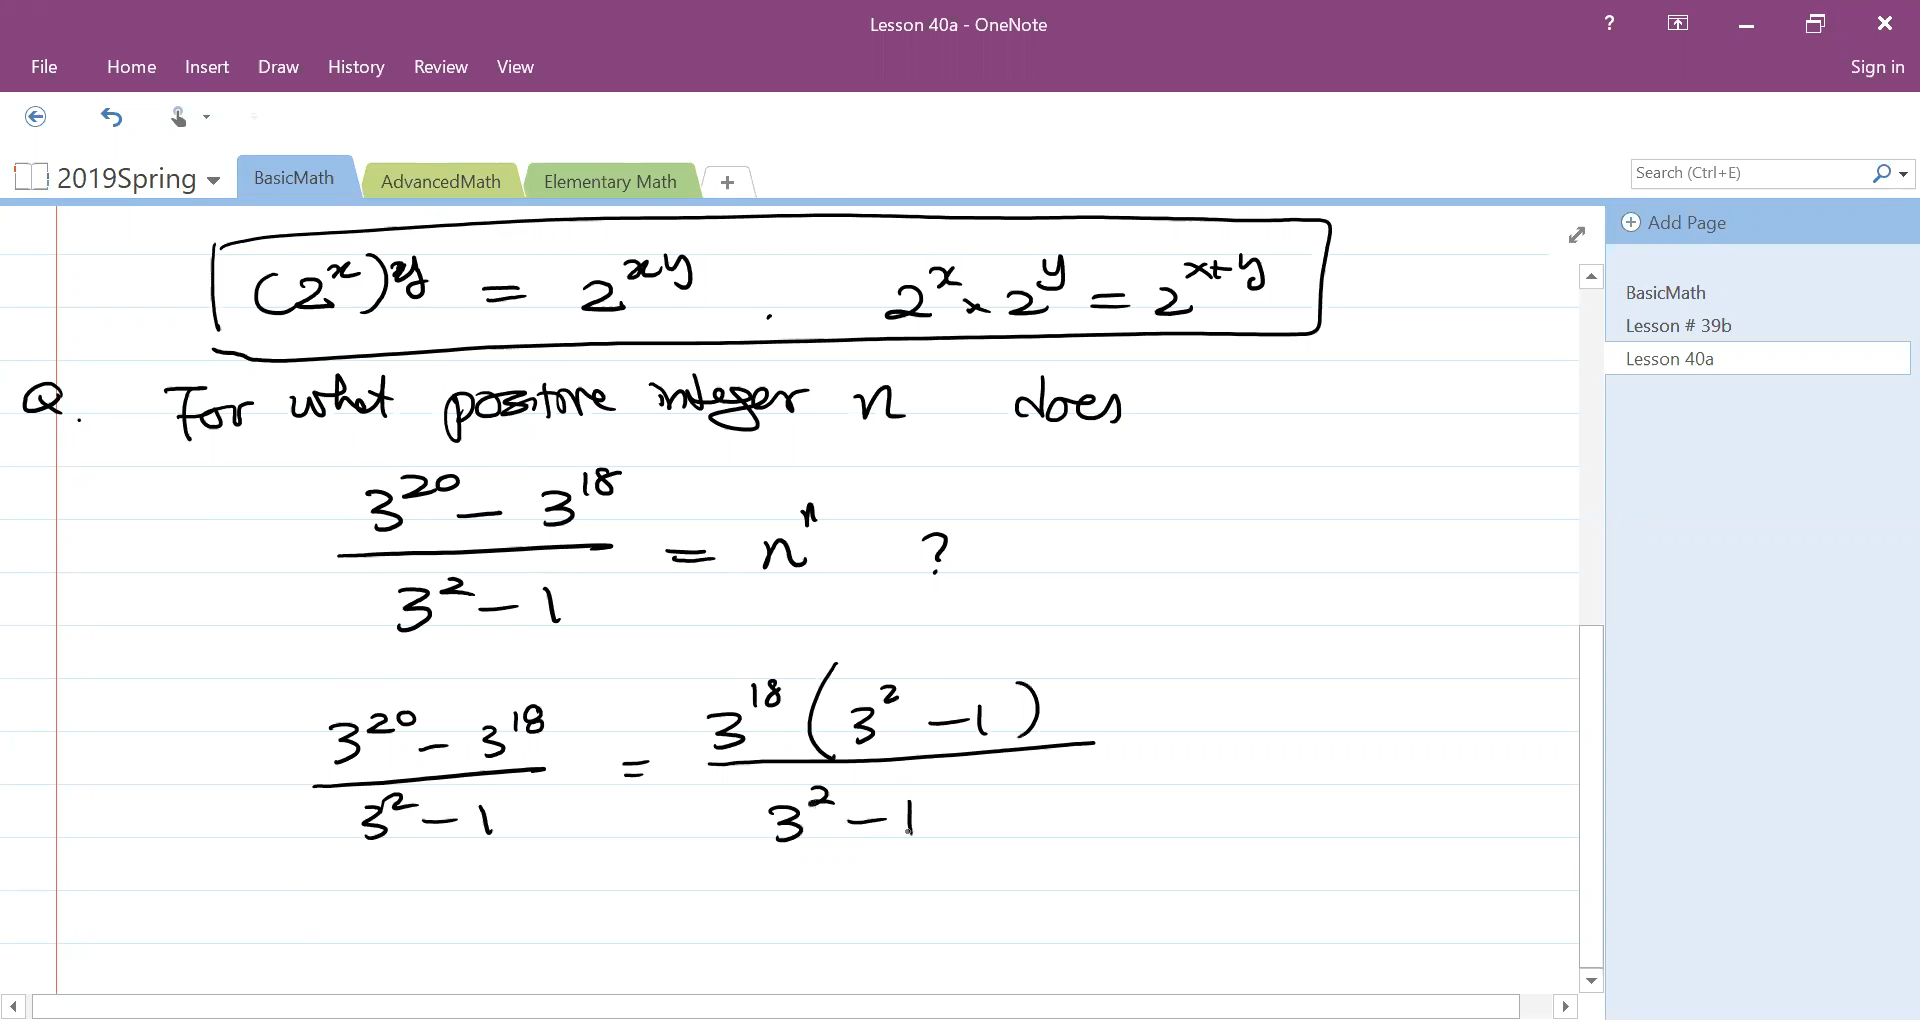 Lesson 40a - OneNote
?
File Home Insert Draw History Review View Sign in
2019Spring BasicMath AdvancedMath Elementary Math +
Search (Ctrl+E)
Add Page
BasicMath
Lesson # 39b
Lesson 40a
(2^x)^y = 2^xy . 2^x × 2^y = 2^x+y
Q. For what positive integer n does
3^20 - 3^18 / 3^2 - 1 = n^n ?
3^20 - 3^18 / 3^2 - 1 = 3^18 (3^2 - 1) / 3^2 - 1